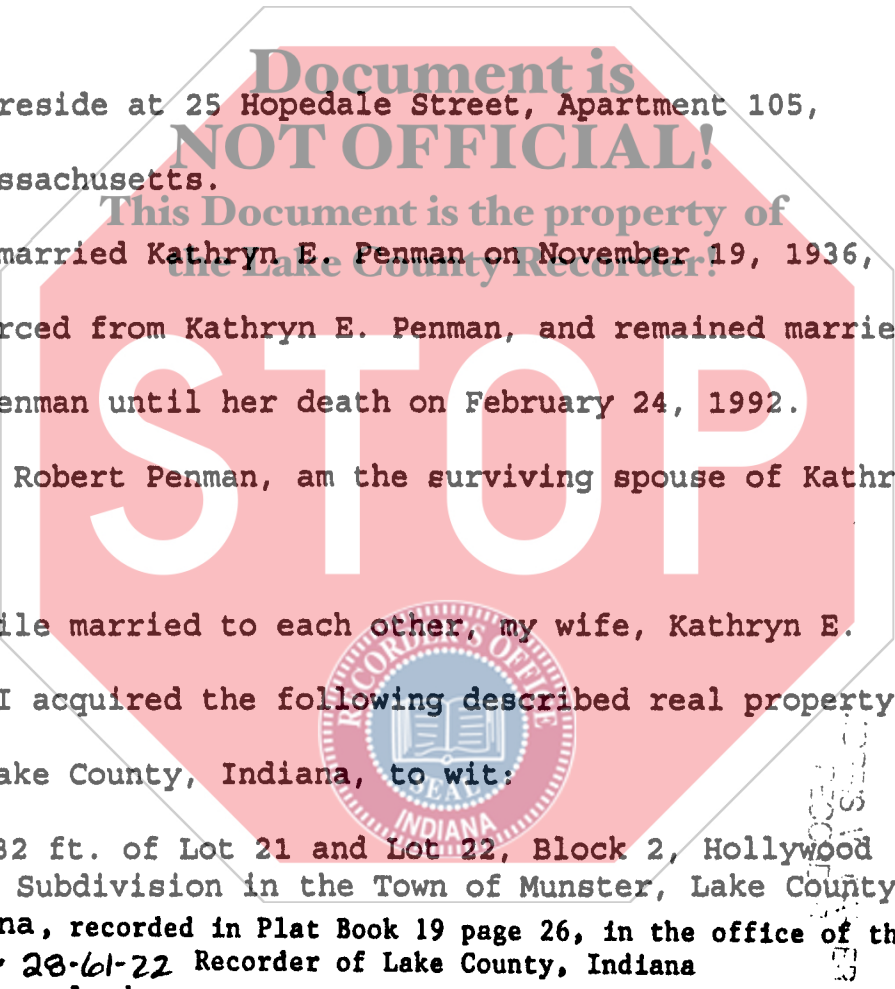 Document is
reside at 25 Hopedale Street, Apartment 105,
NOT OFFICIAL!
ssachusetts.
This Document is the property of
married Kathryn E. Penman on November 19, 1936,
the Lake County Recorder!
rced from Kathryn E. Penman, and remained marrie
enman until her death on February 24, 1992.
STOP
Robert Penman, am the surviving spouse of Kathr
ile married to each other, my wife, Kathryn E.
RECORDER'S OFFICE
I acquired the following described real property
ake County, Indiana, to wit:
SEAL
INDIANA
32 ft. of Lot 21 and Lot 22, Block 2, Hollywood
Subdivision in the Town of Munster, Lake County
na, recorded in Plat Book 19 page 26, in the office of th
28-61-22 Recorder of Lake County, Indiana